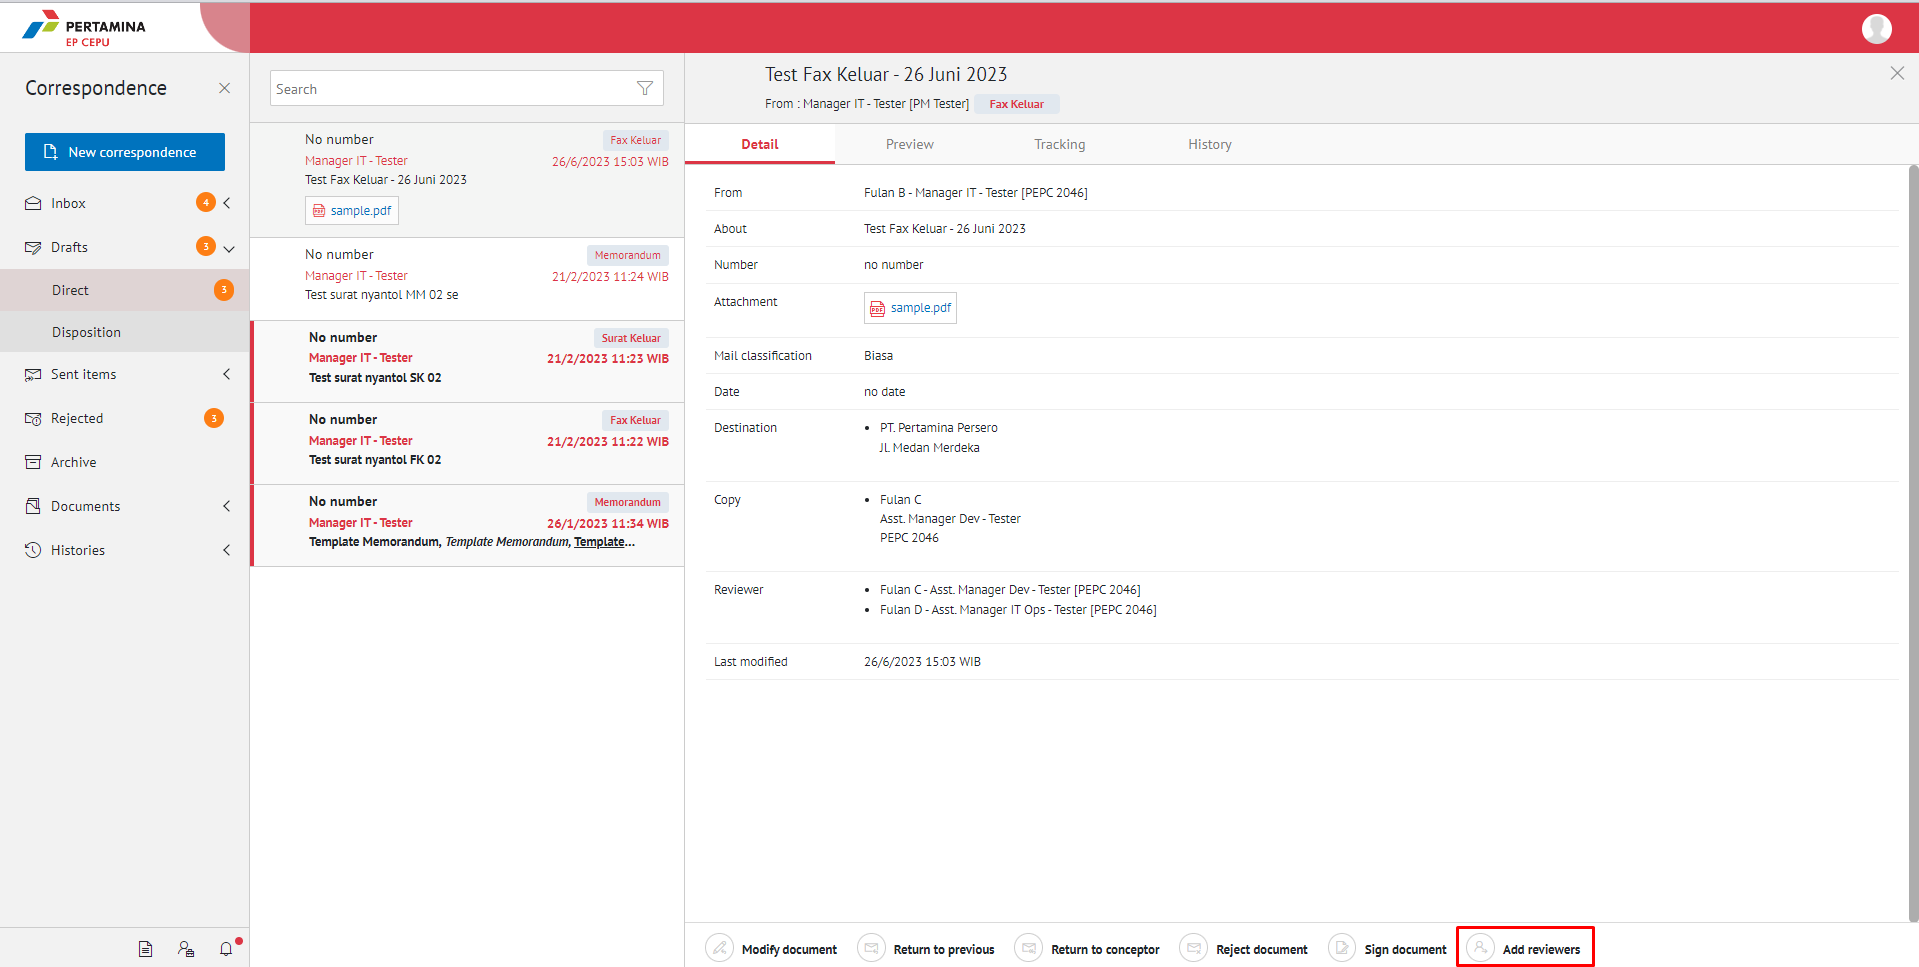 PERTAMINA
EP CEPU
Correspondence
New correspondence
Inbox 4
Drafts 3
Direct 3
Disposition
Sent items
Rejected 3
Archive
Documents
Histories
Search
No number Fax Keluar
Manager IT - Tester 26/6/2023 15:03 WIB
Test Fax Keluar - 26 Juni 2023
PDF sample.pdf
No number Memorandum
Manager IT - Tester 21/2/2023 11:24 WIB
Test surat nyantol MM 02 se
No number Surat Keluar
Manager IT - Tester 21/2/2023 11:23 WIB
Test surat nyantol SK 02
No number Fax Keluar
Manager IT - Tester 21/2/2023 11:22 WIB
Test surat nyantol FK 02
No number Memorandum
Manager IT - Tester 26/1/2023 11:34 WIB
Template Memorandum, Template Memorandum, Template...
Test Fax Keluar - 26 Juni 2023
From : Manager IT - Tester [PM Tester] Fax Keluar
Detail Preview Tracking History
From Fulan B - Manager IT - Tester [PEPC 2046]
About Test Fax Keluar - 26 Juni 2023
Number no number
Attachment PDF sample.pdf
Mail classification Biasa
Date no date
Destination • PT. Pertamina Persero
Jl. Medan Merdeka
Copy • Fulan C
Asst. Manager Dev - Tester
PEPC 2046
Reviewer • Fulan C - Asst. Manager Dev - Tester [PEPC 2046]
• Fulan D - Asst. Manager IT Ops - Tester [PEPC 2046]
Last modified 26/6/2023 15:03 WIB
Modify document Return to previous Return to conceptor Reject document Sign document Add reviewers